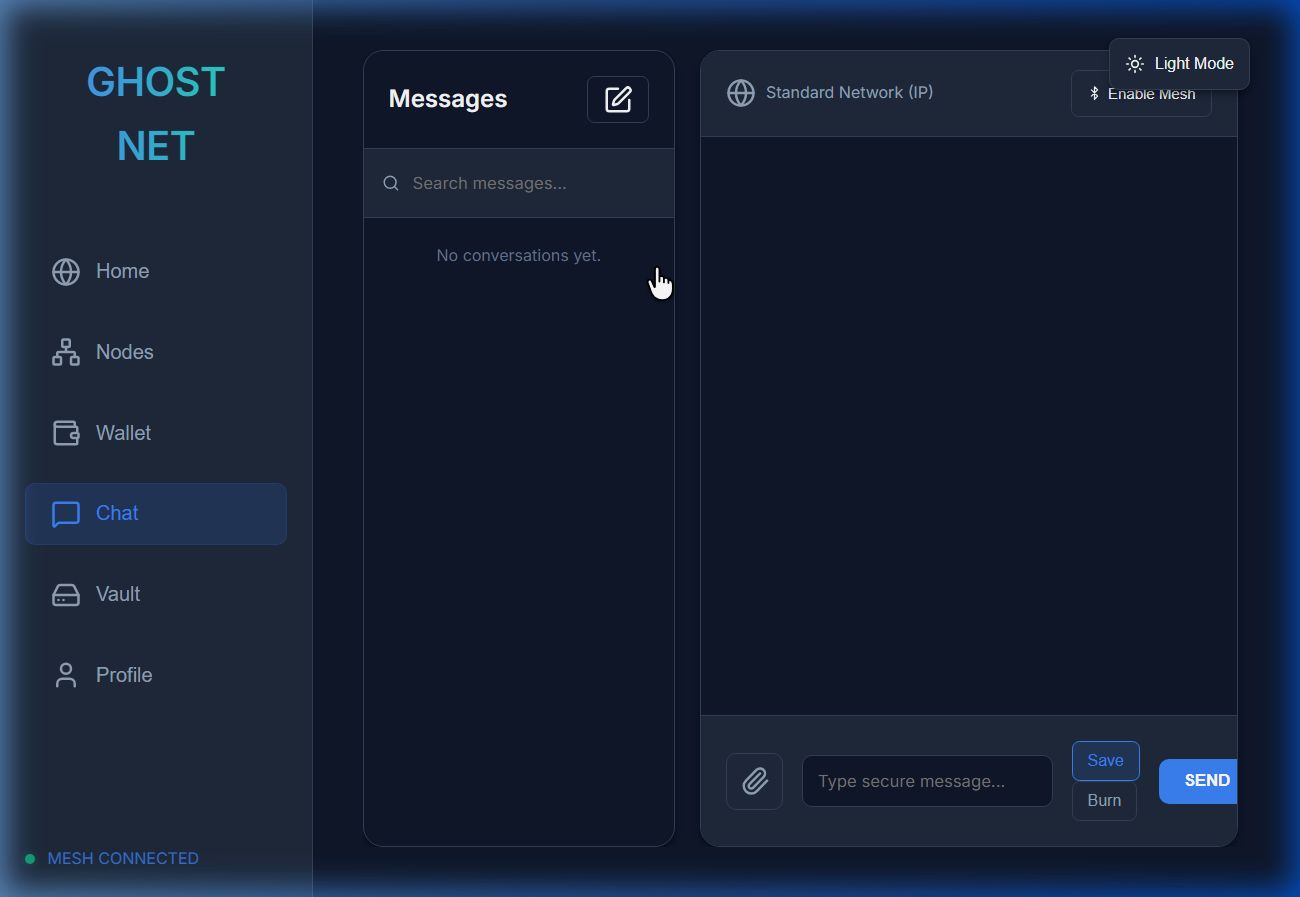 GHOST
NET
Home
Nodes
Wallet
Chat
Vault
Profile
MESH CONNECTED
Messages
Search messages...
No conversations yet.
Standard Network (IP)
Light Mode
Enable Mesh
Type secure message...
Save
Burn
SEND